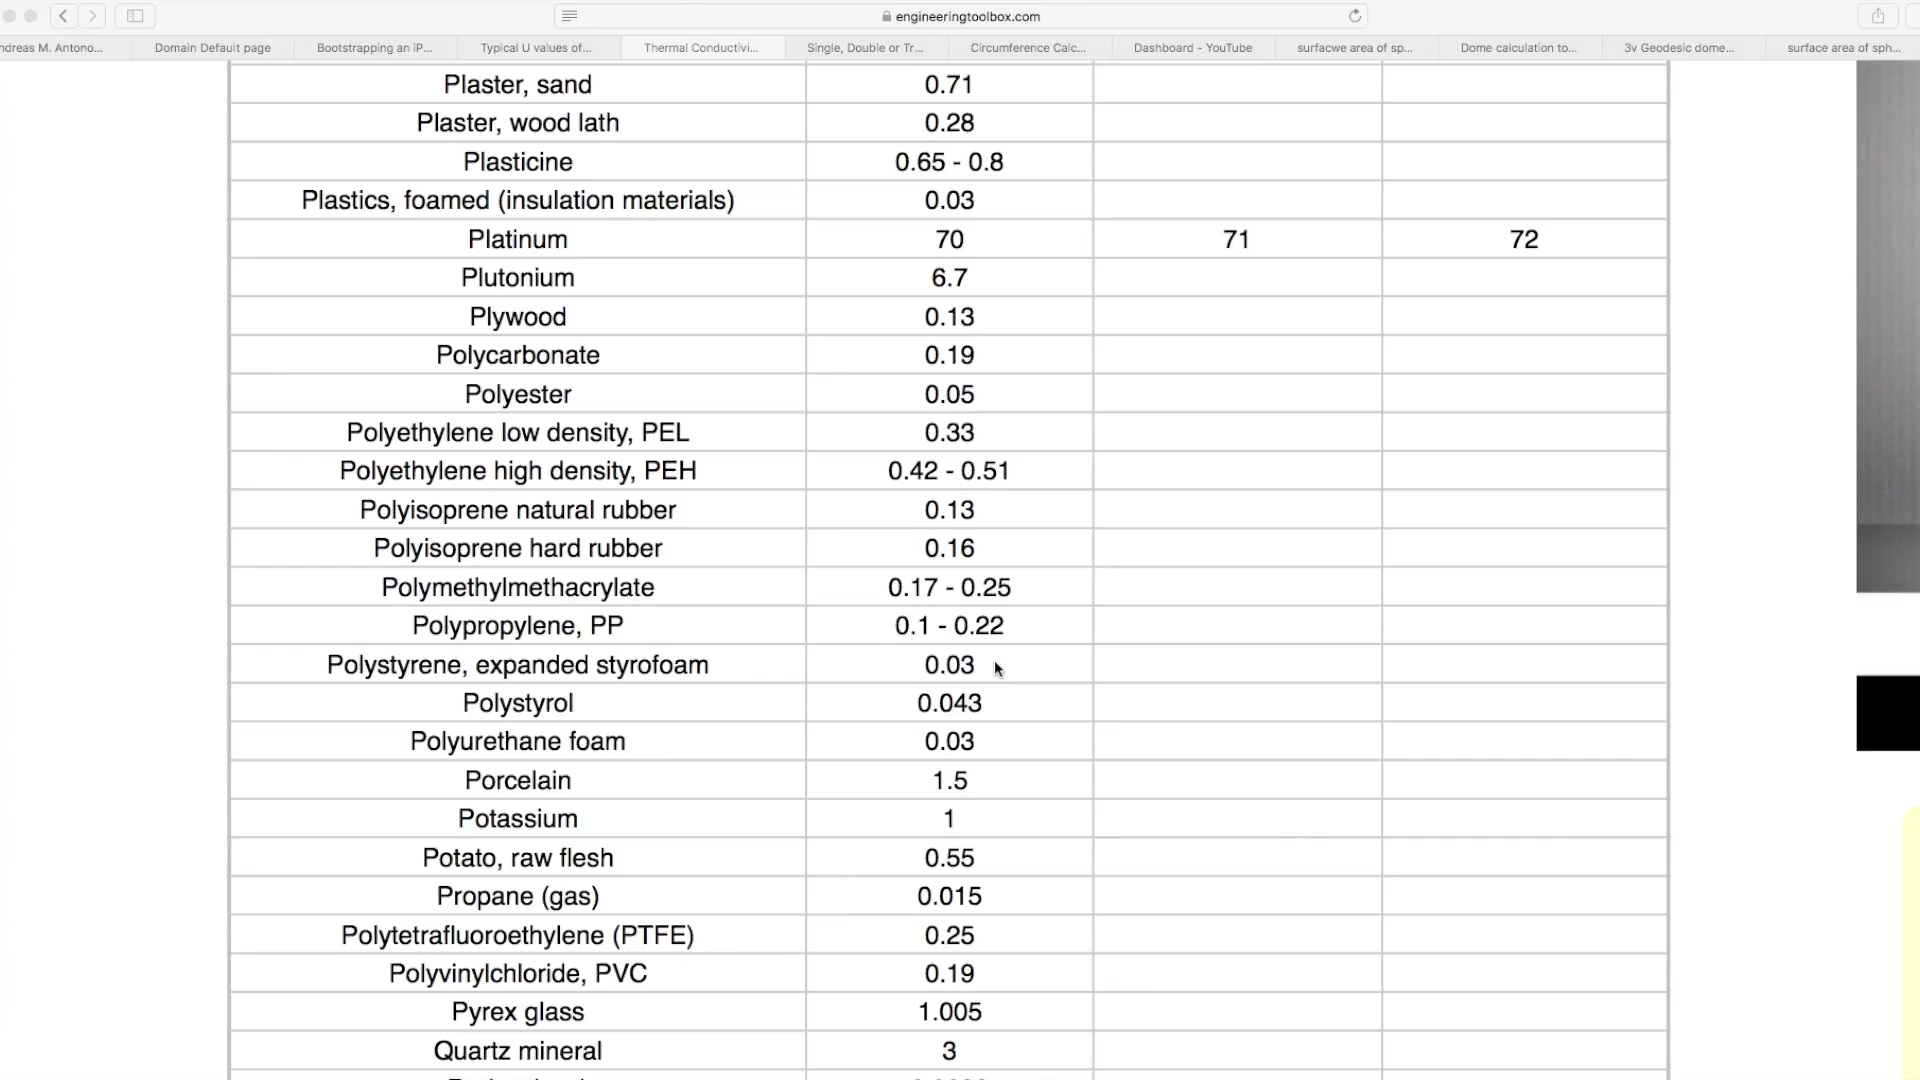 engineeringtoolbox.com
ndreas M. Antono...
Domain Default page
Bootstrapping an iP...
Typical U values of...
Thermal Conductivi...
Single, Double or Tr...
Circumference Calc...
Dashboard - YouTube
surfacwe area of sp...
Dome calculation to...
3v Geodesic dome...
surface area of sph...
Plaster, sand 0.71
Plaster, wood lath 0.28
Plasticine 0.65 - 0.8
Plastics, foamed (insulation materials) 0.03
Platinum 70 71 72
Plutonium 6.7
Plywood 0.13
Polycarbonate 0.19
Polyester 0.05
Polyethylene low density, PEL 0.33
Polyethylene high density, PEH 0.42 - 0.51
Polyisoprene natural rubber 0.13
Polyisoprene hard rubber 0.16
Polymethylmethacrylate 0.17 - 0.25
Polypropylene, PP 0.1 - 0.22
Polystyrene, expanded styrofoam 0.03
Polystyrol 0.043
Polyurethane foam 0.03
Porcelain 1.5
Potassium 1
Potato, raw flesh 0.55
Propane (gas) 0.015
Polytetrafluoroethylene (PTFE) 0.25
Polyvinylchloride, PVC 0.19
Pyrex glass 1.005
Quartz mineral 3